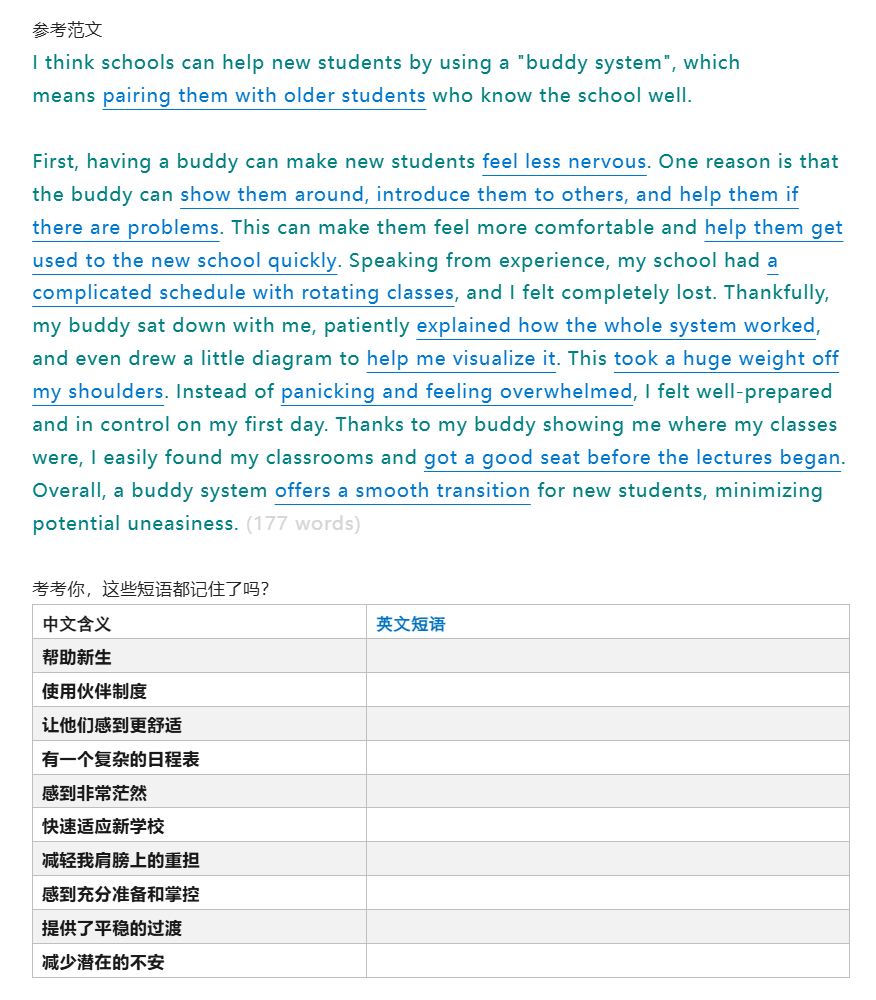 参考范文
I think schools can help new students by using a "buddy system", which
means pairing them with older students who know the school well.
First, having a buddy can make new students feel less nervous. One reason is that
the buddy can show them around, introduce them to others, and help them if
there are problems. This can make them feel more comfortable and help them get
used to the new school quickly. Speaking from experience, my school had a
complicated schedule with rotating classes, and I felt completely lost. Thankfully,
my buddy sat down with me, patiently explained how the whole system worked,
and even drew a little diagram to help me visualize it. This took a huge weight off
my shoulders. Instead of panicking and feeling overwhelmed, I felt well-prepared
and in control on my first day. Thanks to my buddy showing me where my classes
were, I easily found my classrooms and got a good seat before the lectures began.
Overall, a buddy system offers a smooth transition for new students, minimizing
potential uneasiness. (177 words)
考考你，这些短语都记住了吗？
中文含义 英文短语
帮助新生
使用伙伴制度
让他们感到更舒适
有一个复杂的日程表
感到非常茫然
快速适应新学校
减轻我肩膀上的重担
感到充分准备和掌控
提供了平稳的过渡
减少潜在的不安